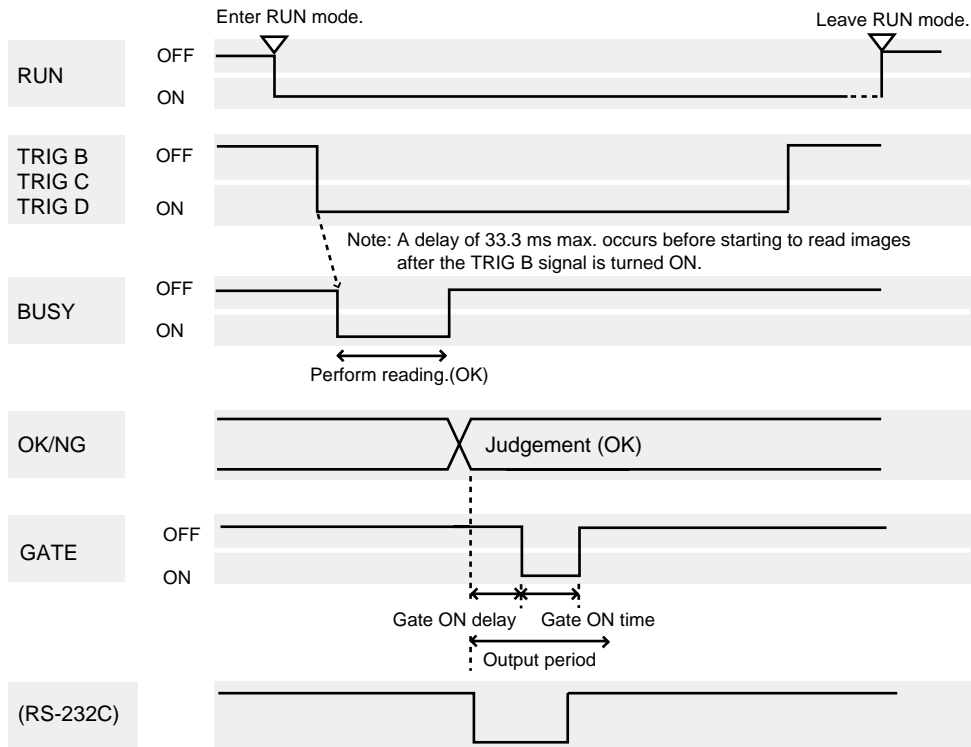 Enter RUN mode.
Leave RUN mode.
RUN
OFF
ON
TRIG B
TRIG C
TRIG D
OFF
ON
Note: A delay of 33.3 ms max. occurs before starting to read images
after the TRIG B signal is turned ON.
BUSY
OFF
ON
Perform reading.(OK)
OK/NG
Judgement (OK)
GATE
OFF
ON
Gate ON delay
Gate ON time
Output period
(RS-232C)